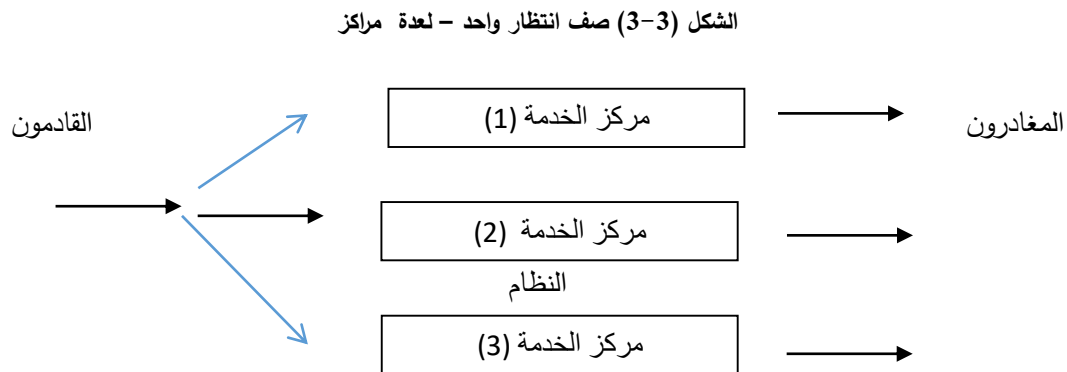 الشكل (3-3) صف انتظار واحد – لعدة مراكز
مركز الخدمة (1)
القادمون
المغادرون
مركز الخدمة (2)
النظام
مركز الخدمة (3)